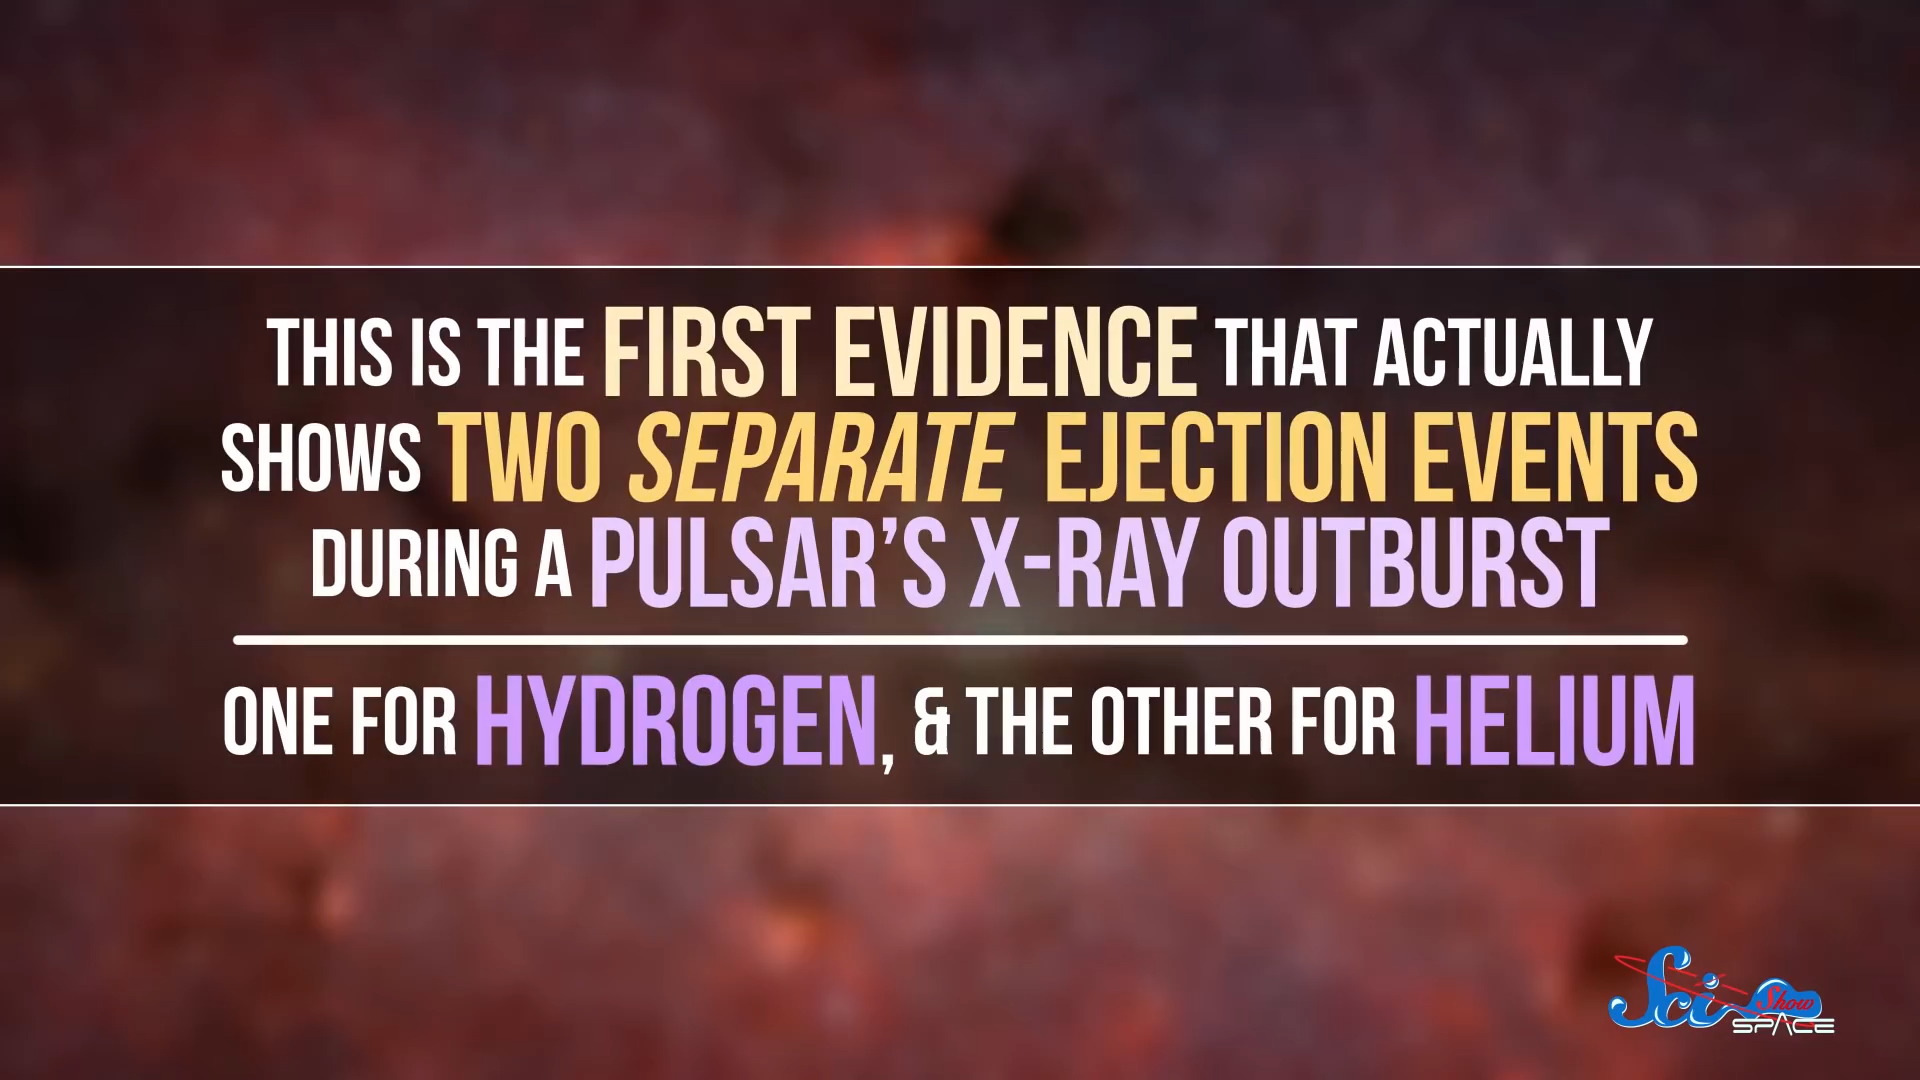 THIS IS THE FIRST EVIDENCE THAT ACTUALLY
SHOWS TWO SEPARATE EJECTION EVENTS
DURING A PULSAR'S X-RAY OUTBURST
ONE FOR HYDROGEN, & THE OTHER FOR HELIUM
Sci Show
SPACE